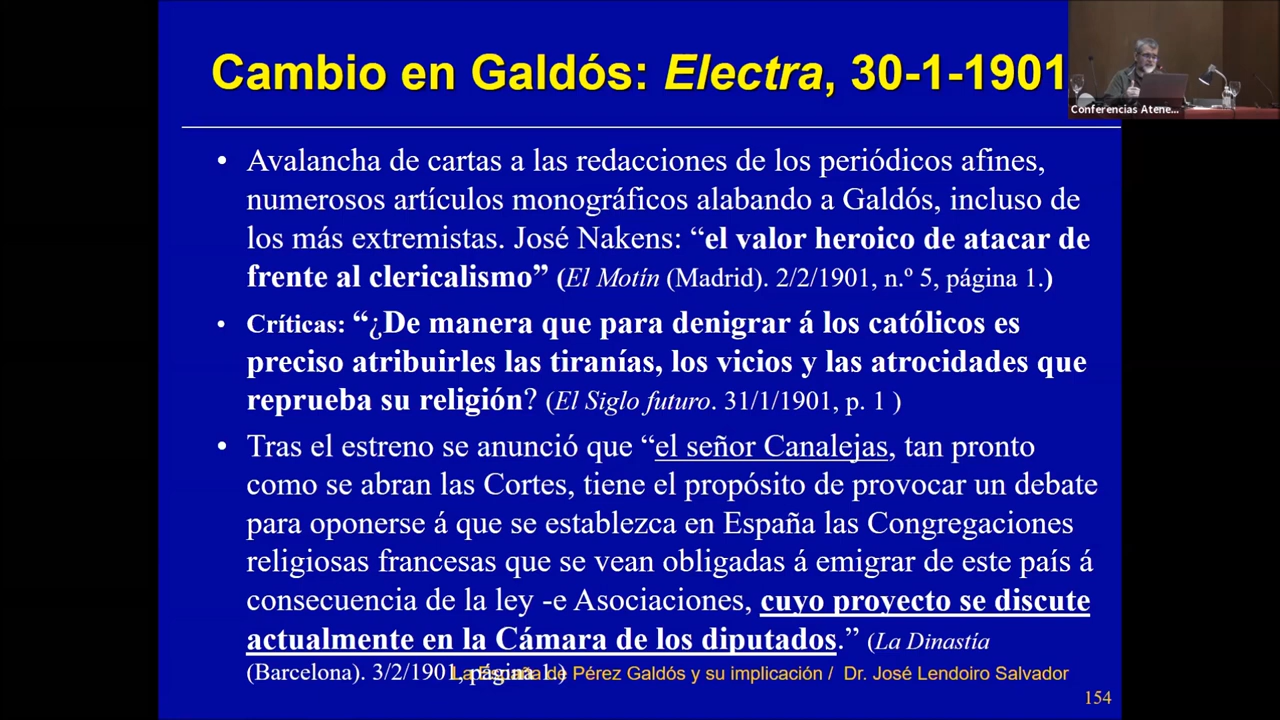 Cambio en Galdós: Electra, 30-1-1901
Conferencias Atene...
• Avalancha de cartas a las redacciones de los periódicos afines,
numerosos artículos monográficos alabando a Galdós, incluso de
los más extremistas. José Nakens: “el valor heroico de atacar de
frente al clericalismo” (El Motín (Madrid). 2/2/1901, n.º 5, página 1.)
• Críticas: “¿De manera que para denigrar á los católicos es
preciso atribuirles las tiranías, los vicios y las atrocidades que
reprueba su religión? (El Siglo futuro. 31/1/1901, p. 1 )
• Tras el estreno se anunció que “el señor Canalejas, tan pronto
como se abran las Cortes, tiene el propósito de provocar un debate
para oponerse á que se establezca en España las Congregaciones
religiosas francesas que se vean obligadas á emigrar de este país á
consecuencia de la ley -e Asociaciones, cuyo proyecto se discute
actualmente en la Cámara de los diputados.” (La Dinastía
(Barcelona). 3/2/1901, página 1.)
La España de Pérez Galdós y su implicación / Dr. José Lendoiro Salvador
154